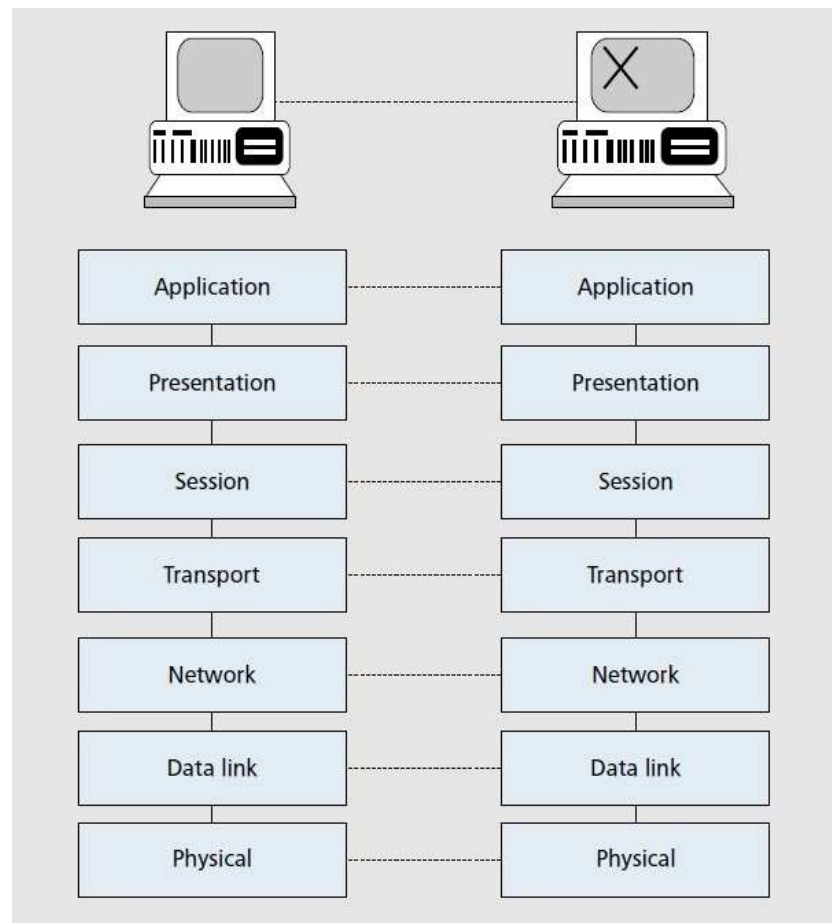 X
Application Application
Presentation Presentation
Session Session
Transport Transport
Network Network
Data link Data link
Physical Physical